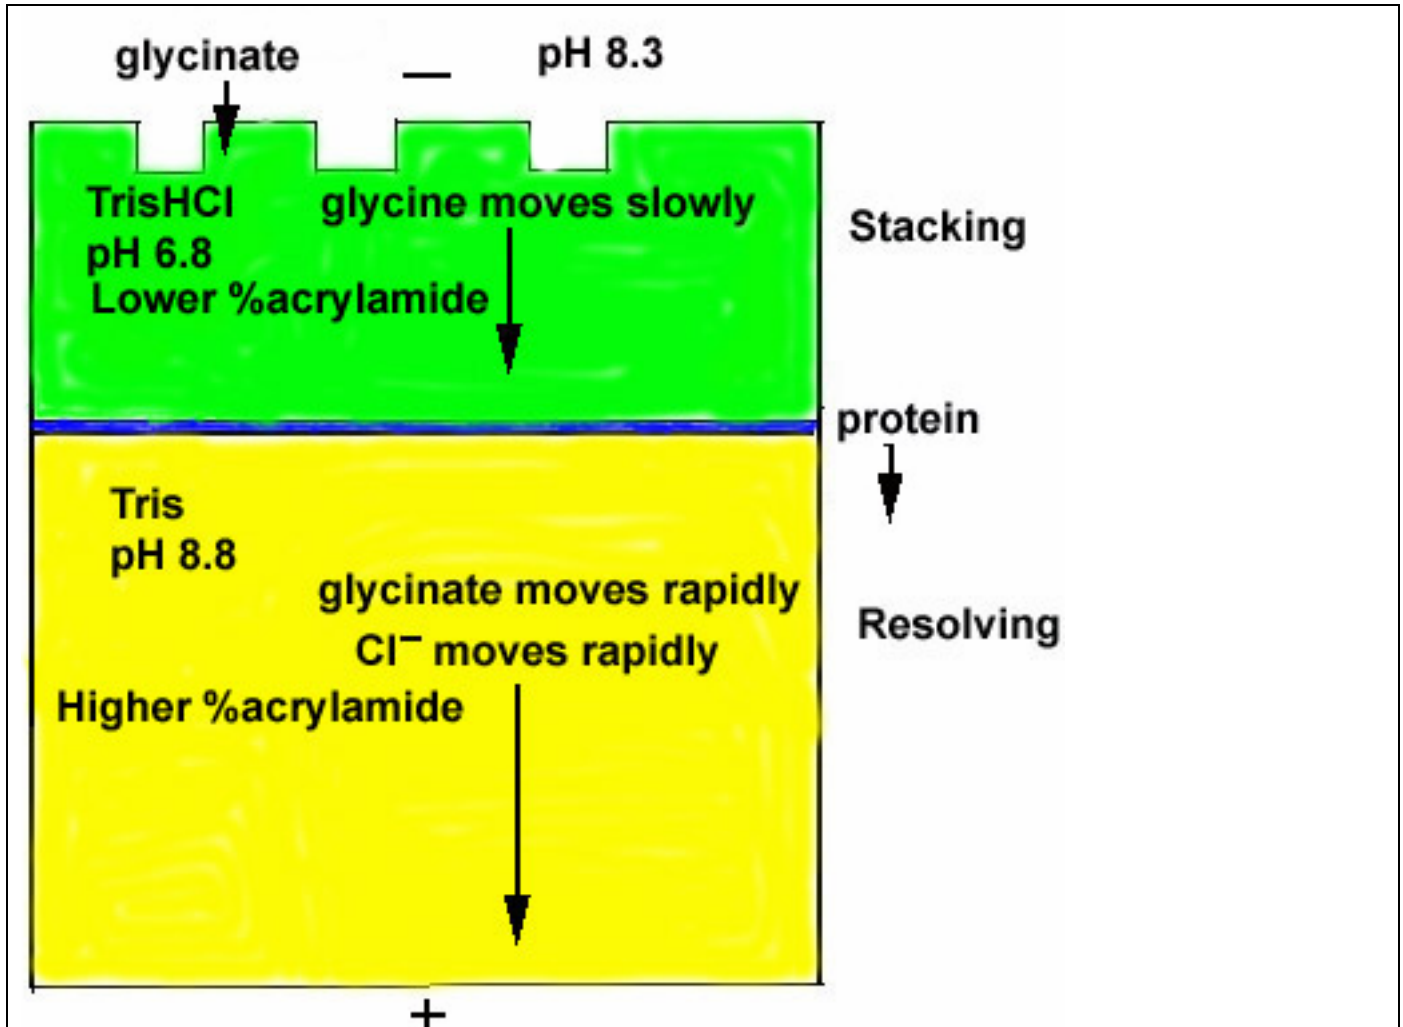 glycinate — pH 8.3
TrisHCl glycine moves slowly
pH 6.8
Lower %acrylamide
Stacking
protein
Tris
pH 8.8
glycinate moves rapidly
Cl⁻ moves rapidly
Higher %acrylamide
Resolving
+